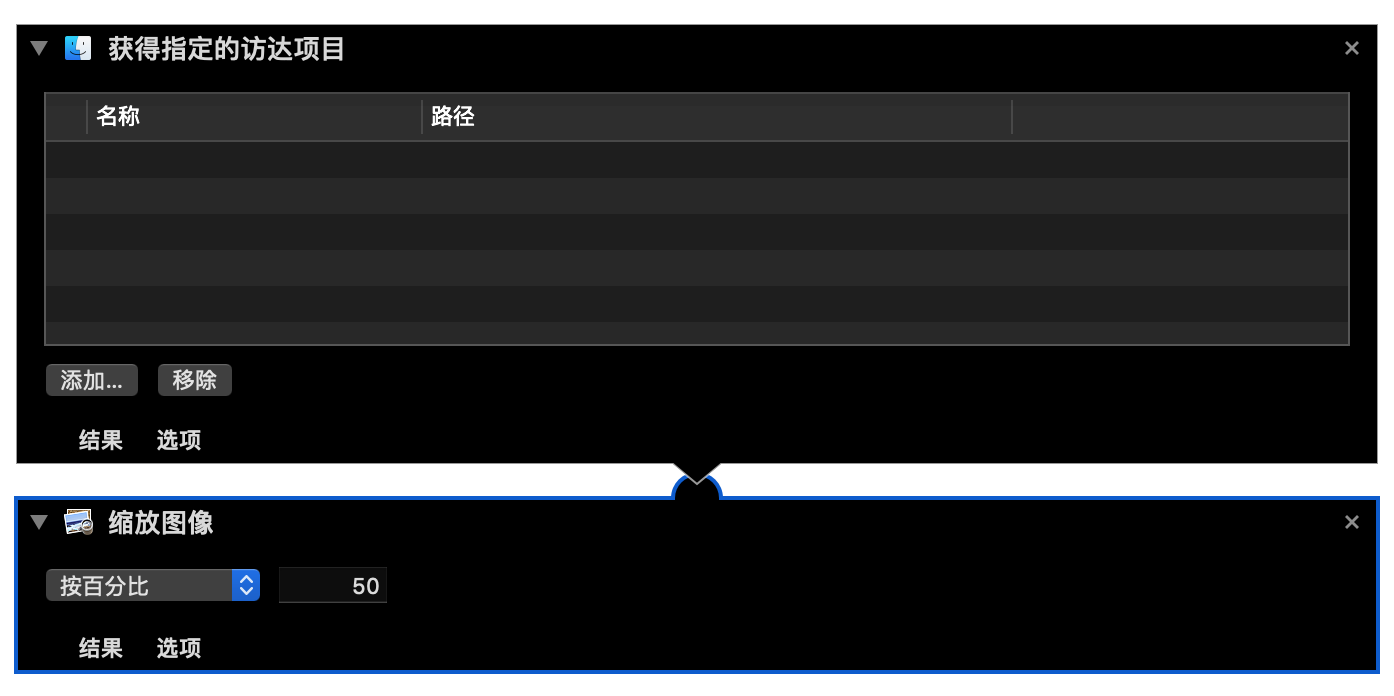 获得指定的访达项目
名称 路径
添加... 移除
结果 选项
缩放图像
按百分比 50
结果 选项